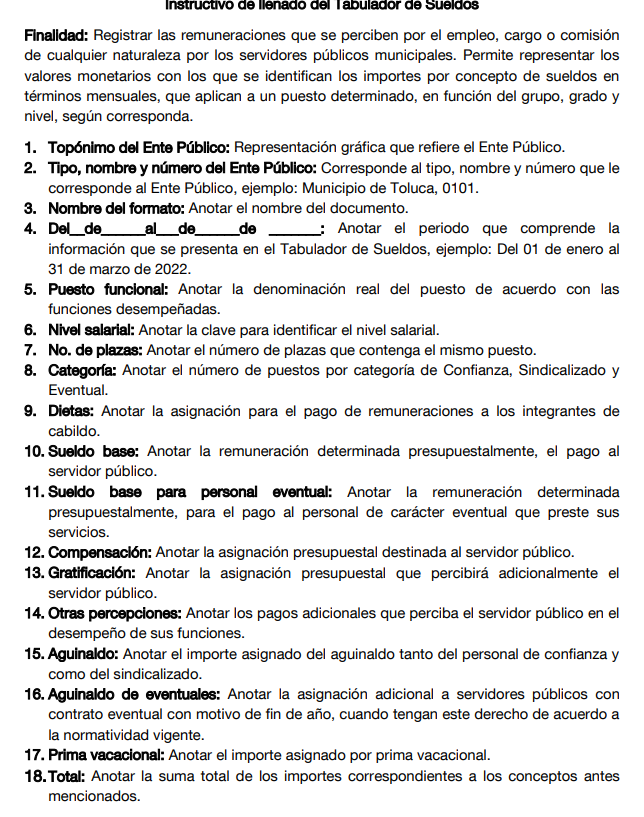 Instructivo de llenado del Tabulador de Sueldos
Finalidad: Registrar las remuneraciones que se perciben por el empleo, cargo o comisión
de cualquier naturaleza por los servidores públicos municipales. Permite representar los
valores monetarios con los que se identifican los importes por concepto de sueldos en
términos mensuales, que aplican a un puesto determinado, en función del grupo, grado y
nivel, según corresponda.
1. Topónimo del Ente Público: Representación gráfica que refiere el Ente Público.
2. Tipo, nombre y número del Ente Público: Corresponde al tipo, nombre y número que le
corresponde al Ente Público, ejemplo: Municipio de Toluca, 0101.
3. Nombre del formato: Anotar el nombre del documento.
4. Del__de______al___de______de _______: Anotar el periodo que comprende la
información que se presenta en el Tabulador de Sueldos, ejemplo: Del 01 de enero al
31 de marzo de 2022.
5. Puesto funcional: Anotar la denominación real del puesto de acuerdo con las
funciones desempeñadas.
6. Nivel salarial: Anotar la clave para identificar el nivel salarial.
7. No. de plazas: Anotar el número de plazas que contenga el mismo puesto.
8. Categoría: Anotar el número de puestos por categoría de Confianza, Sindicalizado y
Eventual.
9. Dietas: Anotar la asignación para el pago de remuneraciones a los integrantes de
cabildo.
10. Sueldo base: Anotar la remuneración determinada presupuestalmente, el pago al
servidor público.
11. Sueldo base para personal eventual: Anotar la remuneración determinada
presupuestalmente, para el pago al personal de carácter eventual que preste sus
servicios.
12. Compensación: Anotar la asignación presupuestal destinada al servidor público.
13. Gratificación: Anotar la asignación presupuestal que percibirá adicionalmente el
servidor público.
14. Otras percepciones: Anotar los pagos adicionales que perciba el servidor público en el
desempeño de sus funciones.
15. Aguinaldo: Anotar el importe asignado del aguinaldo tanto del personal de confianza y
como del sindicalizado.
16. Aguinaldo de eventuales: Anotar la asignación adicional a servidores públicos con
contrato eventual con motivo de fin de año, cuando tengan este derecho de acuerdo a
la normatividad vigente.
17. Prima vacacional: Anotar el importe asignado por prima vacacional.
18. Total: Anotar la suma total de los importes correspondientes a los conceptos antes
mencionados.